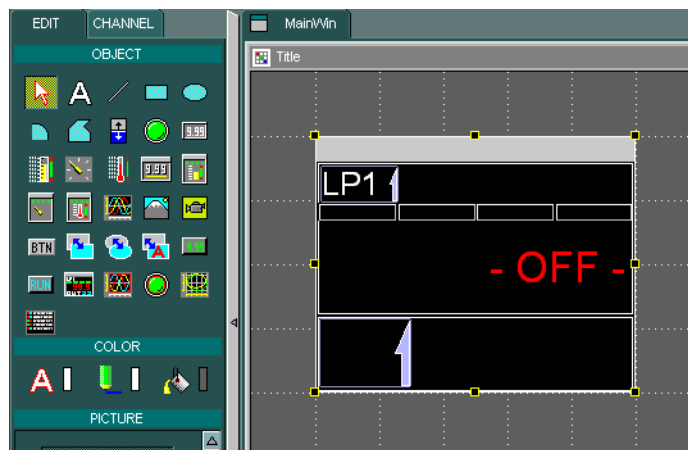 EDIT
CHANNEL
OBJECT
A
9.99
9.99
BTN
A
RUN
COLOR
A
PICTURE
MainWin
Title
LP1
- OFF -